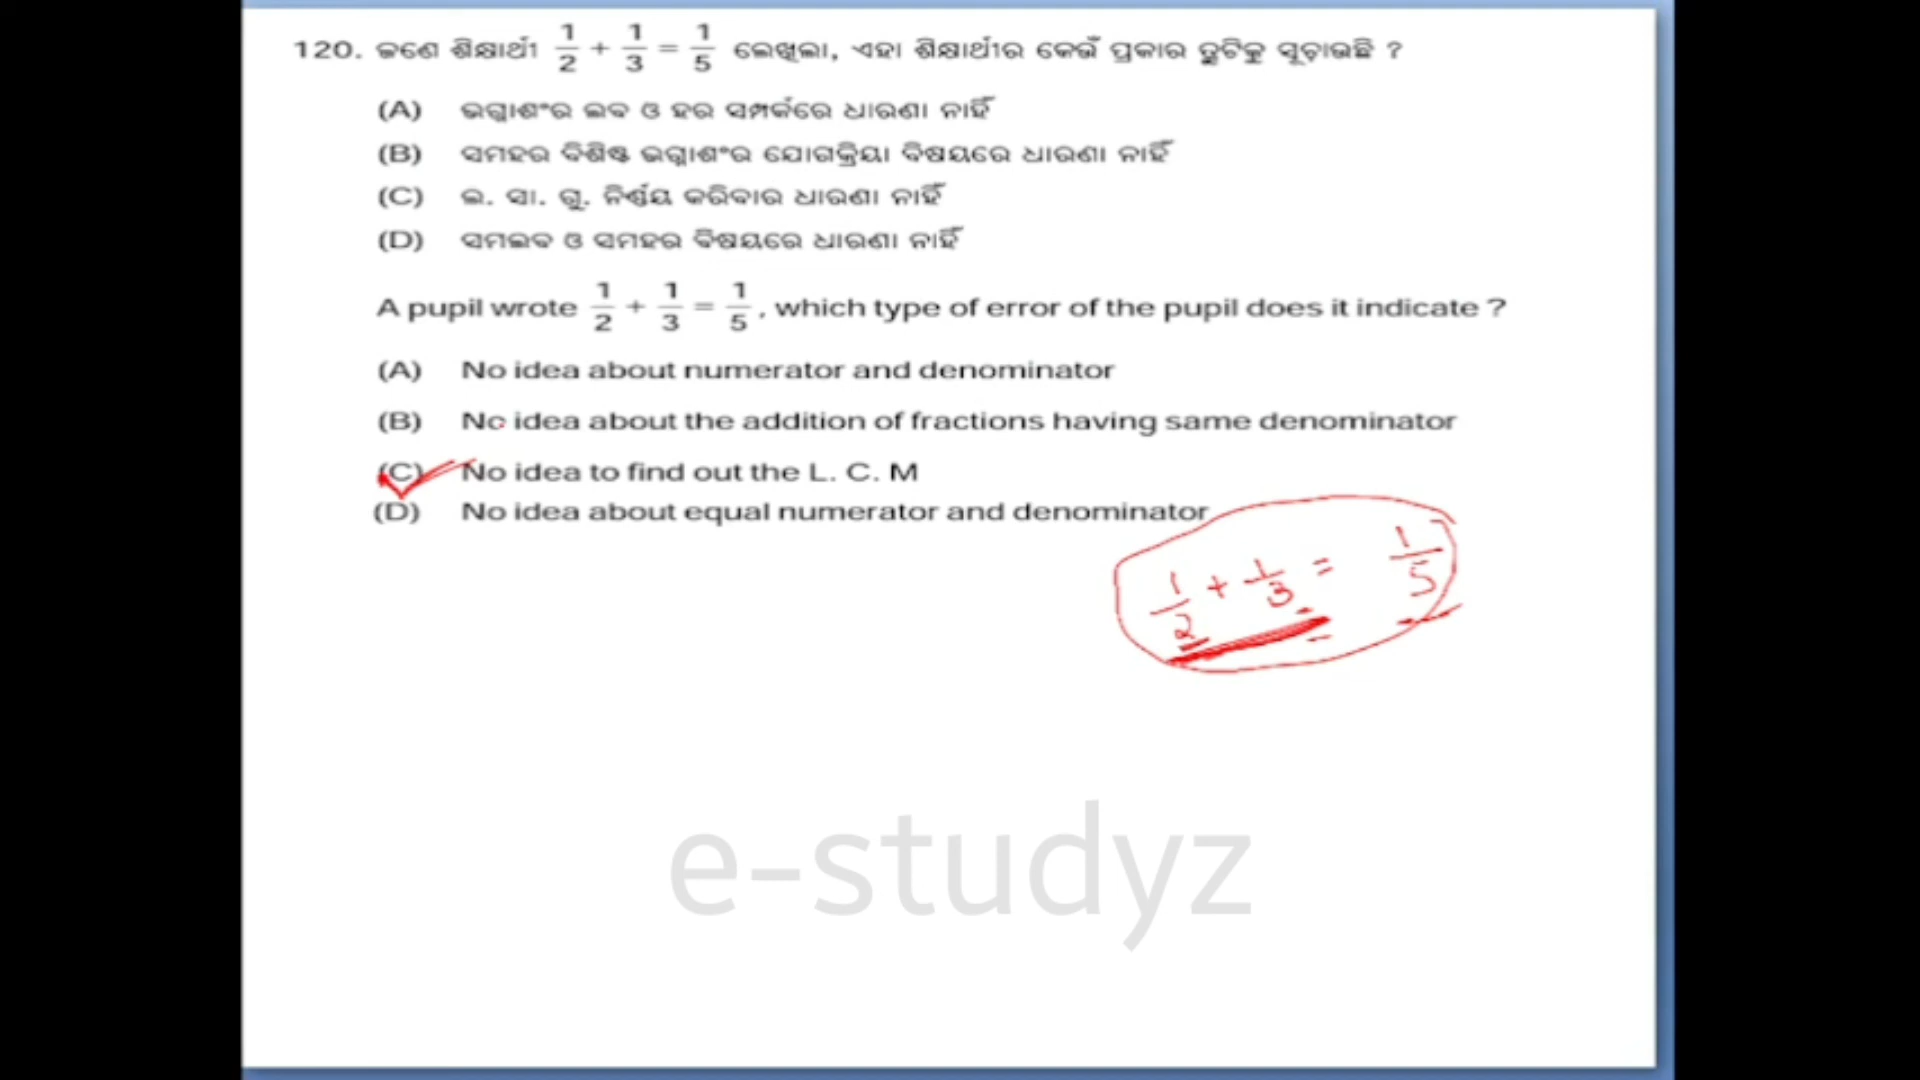 120. ଜଣେ ଶିକ୍ଷାର୍ଥୀ 1/2 + 1/3 = 1/5 ଲେଖିଲା, ଏହା ଶିକ୍ଷାର୍ଥୀର କେଉଁ ପ୍ରକାର ତ୍ରୁଟିକୁ ସୂଚାଉଛି ?
(A) ଭଗ୍ନାଶଂର ଲବ ଓ ହର ସମ୍ପର୍କରେ ଧାରଣା ନାହିଁ
(B) ସମହର ବିଶିଷ୍ଟ ଭଗ୍ନାଶଂର ଯୋଗକ୍ରିୟା ବିଷୟରେ ଧାରଣା ନାହିଁ
(C) ଲ. ସା. ଗୁ. ନିର୍ଣ୍ଣୟ କରିବାର ଧାରଣା ନାହିଁ
(D) ସମଲବ ଓ ସମହର ବିଷୟରେ ଧାରଣା ନାହିଁ
A pupil wrote 1/2 + 1/3 = 1/5, which type of error of the pupil does it indicate ?
(A) No idea about numerator and denominator
(B) No idea about the addition of fractions having same denominator
(C) No idea to find out the L. C. M
(D) No idea about equal numerator and denominator
1/2 + 1/3 = 1/5
e-studyz